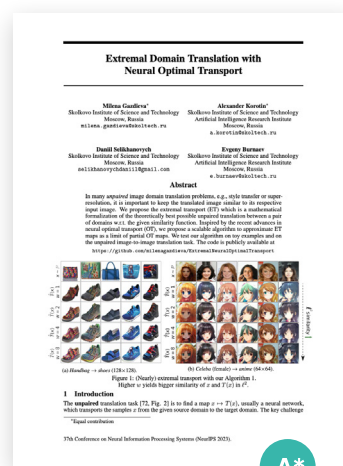 Extremal Domain Translation with
Neural Optimal Transport
Milena Gazdieva*
Skolkovo Institute of Science and Technology
Moscow, Russia
milena.gazdieva@skoltech.ru
Alexander Korotin*
Skolkovo Institute of Science and Technology
Artificial Intelligence Research Institute
Moscow, Russia
a.korotin@skoltech.ru
Daniil Selikhanovych
Skolkovo Institute of Science and Technology
Moscow, Russia
selikhanovychdaniil@gmail.com
Evgeny Burnaev
Skolkovo Institute of Science and Technology
Artificial Intelligence Research Institute
Moscow, Russia
e.burnaev@skoltech.ru
Abstract
In many unpaired image domain translation problems, e.g., style transfer or super-
resolution, it is important to keep the translated image similar to its respective
input image. We propose the extremal transport (ET) which is a mathematical
formalization of the theoretically best possible unpaired translation between a pair
of domains w.r.t. the given similarity function. Inspired by the recent advances in
neural optimal transport (OT), we propose a scalable algorithm to approximate ET
maps as a limit of partial OT maps. We test our algorithm on toy examples and on
the unpaired image-to-image translation task. The code is publicly available at
https://github.com/milenagazdieva/ExtremalNeuralOptimalTransport
(a) Handbag → shoes (128×128).
(b) Celeba (female) → anime (64×64).
Figure 1: (Nearly) extremal transport with our Algorithm 1.
Higher w yields bigger similarity of x and T(x) in ℓ².
1 Introduction
The unpaired translation task [72, Fig. 2] is to find a map x ↦ T(x), usually a neural network,
which transports the samples x from the given source domain to the target domain. The key challenge
*Equal contribution
37th Conference on Neural Information Processing Systems (NeurIPS 2023).
A*